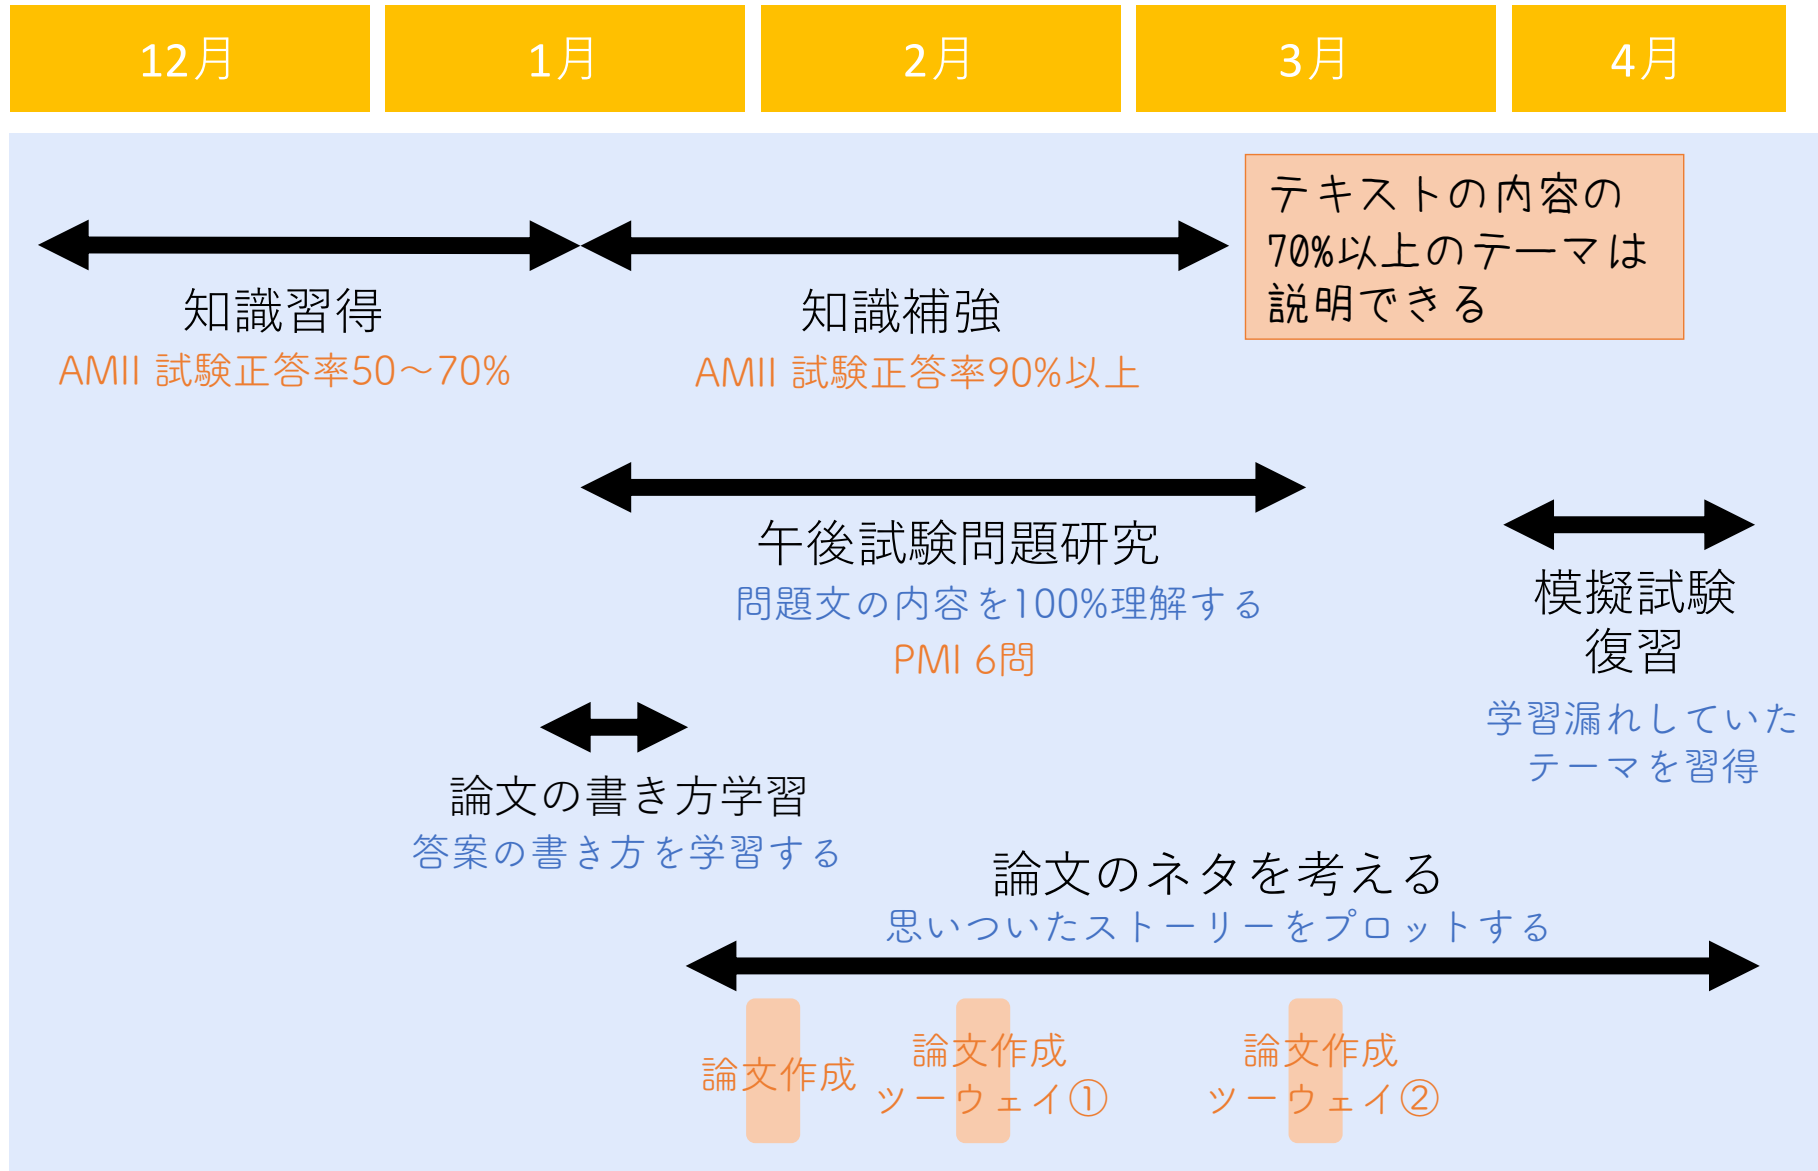 12月
1月
2月
3月
4月
テキストの内容の
70%以上のテーマは
説明できる
知識習得
AMII 試験正答率50～70%
知識補強
AMII 試験正答率90%以上
午後試験問題研究
問題文の内容を100%理解する
PMI 6問
模擬試験
復習
学習漏れしていた
テーマを習得
論文の書き方学習
答案の書き方を学習する
論文のネタを考える
思いついたストーリーをプロットする
論文作成
論文作成
ツーウェイ①
論文作成
ツーウェイ②